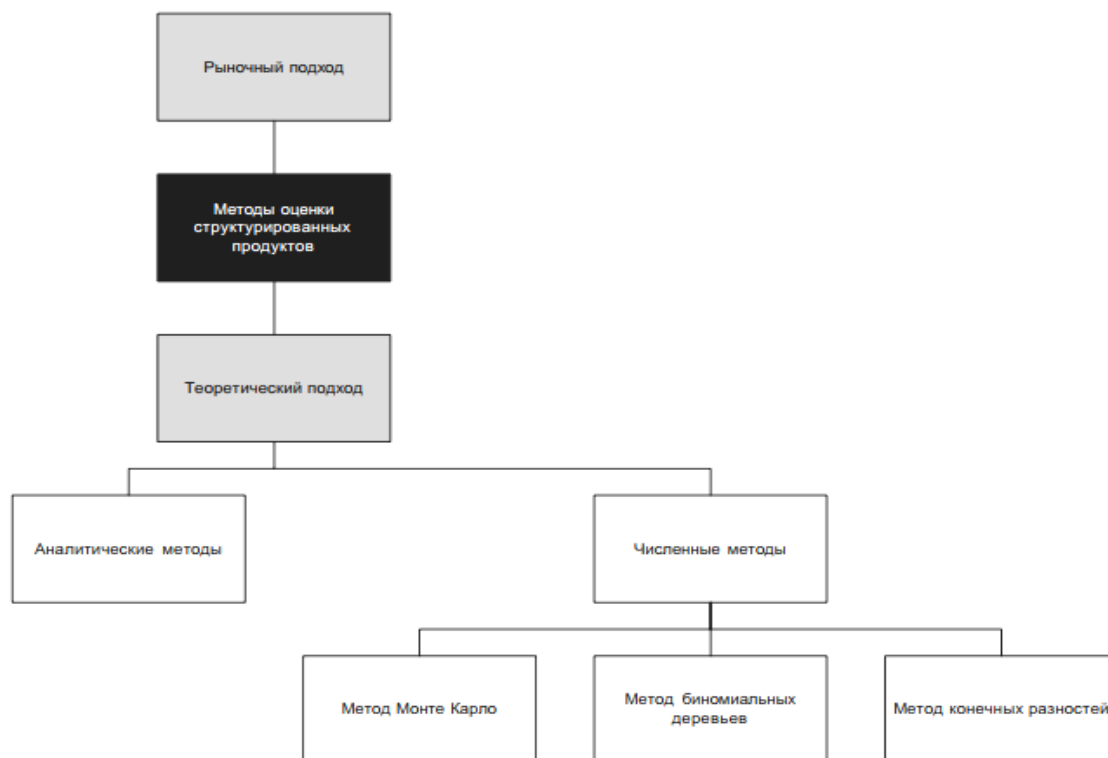 Рыночный подход
Методы оценки
структурированных
продуктов
Теоретический подход
Аналитические методы
Численные методы
Метод Монте Карло
Метод биномиальных
деревьев
Метод конечных разностей